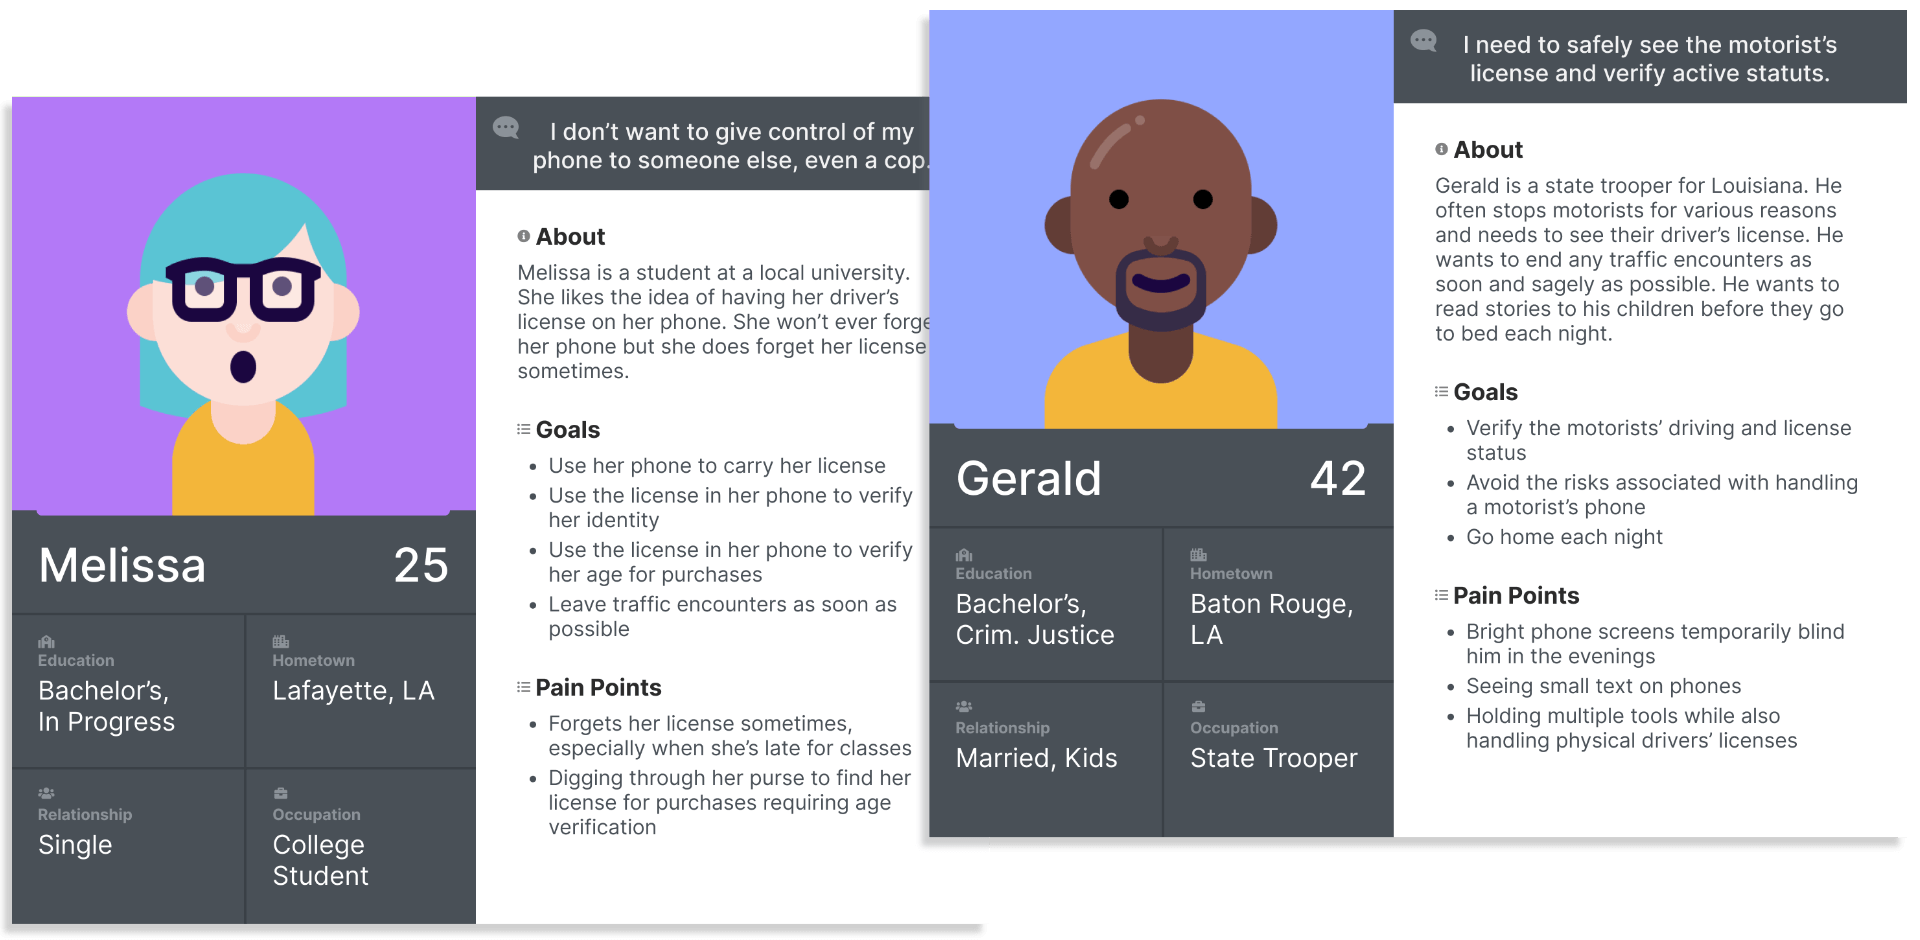 I don’t want to give control of my
phone to someone else, even a cop.
About
Melissa is a student at a local university.
She likes the idea of having her driver’s
license on her phone. She won’t ever forge
her phone but she does forget her license
sometimes.
Goals
• Use her phone to carry her license
• Use the license in her phone to verify
her identity
• Use the license in her phone to verify
her age for purchases
• Leave traffic encounters as soon as
possible
Pain Points
• Forgets her license sometimes,
especially when she’s late for classes
• Digging through her purse to find her
license for purchases requiring age
verification
Melissa 25
Education
Bachelor’s,
In Progress
Hometown
Lafayette, LA
Relationship
Single
Occupation
College
Student
I need to safely see the motorist’s
license and verify active statuts.
About
Gerald is a state trooper for Louisiana. He
often stops motorists for various reasons
and needs to see their driver’s license. He
wants to end any traffic encounters as
soon and sagely as possible. He wants to
read stories to his children before they go
to bed each night.
Goals
• Verify the motorists’ driving and license
status
• Avoid the risks associated with handling
a motorist’s phone
• Go home each night
Pain Points
• Bright phone screens temporarily blind
him in the evenings
• Seeing small text on phones
• Holding multiple tools while also
handling physical drivers’ licenses
Gerald 42
Education
Bachelor’s,
Crim. Justice
Hometown
Baton Rouge,
LA
Relationship
Married, Kids
Occupation
State Trooper